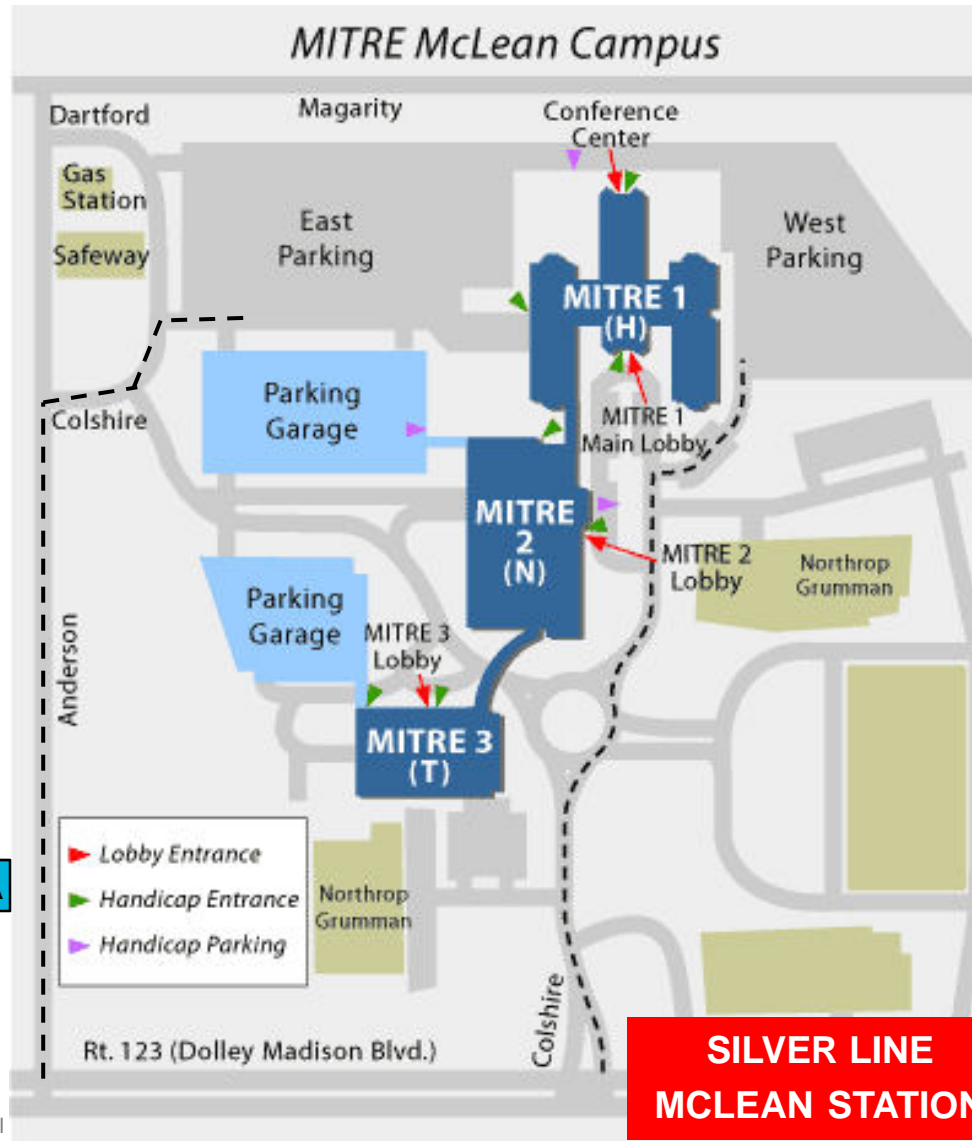 MITRE McLean Campus
Dartford
Magarity
Conference
Center
Gas
Station
Safeway
East
Parking
West
Parking
MITRE 1
(H)
Colshire
Parking
Garage
MITRE 1
Main Lobby
MITRE
2
(N)
MITRE 2
Lobby
Northrop
Grumman
Parking
Garage
MITRE 3
Lobby
Anderson
MITRE 3
(T)
Lobby Entrance
Handicap Entrance
Handicap Parking
Northrop
Grumman
Colshire
Rt. 123 (Dolley Madison Blvd.)
SILVER LINE
MCLEAN STATION